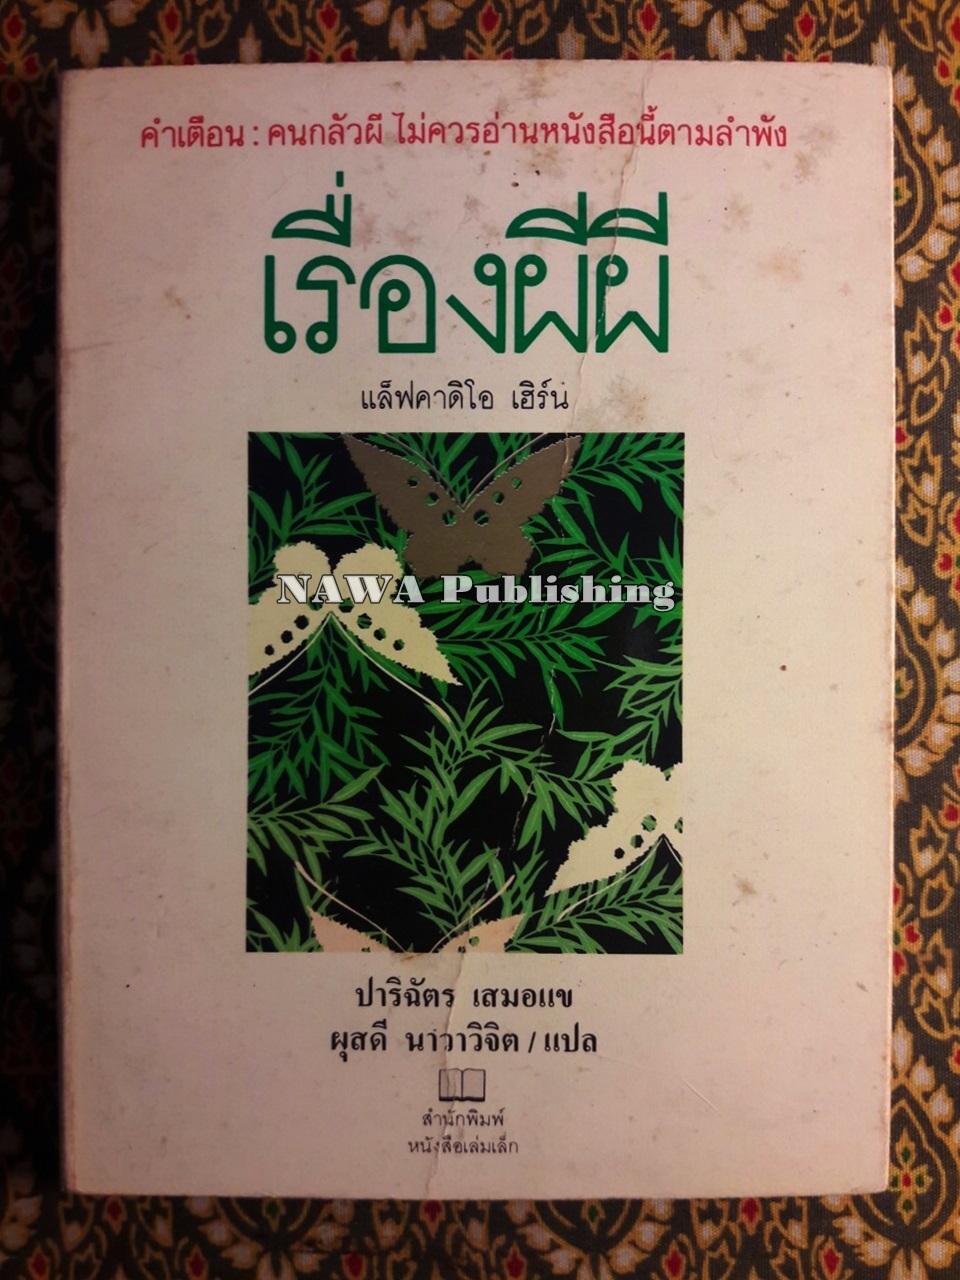 คำเตือน : คนกลัวผี ไม่ควรอ่านหนังสือนี้ตามลำพัง
เรื่องผีผี
แล็ฟคาดิโอ เฮิร์น
NAWA Publishing
ปาริฉัตร เสมอแข
ผุสดี นาวาวิจิต / แปล
สำนักพิมพ์
หนังสือเล่มเล็ก